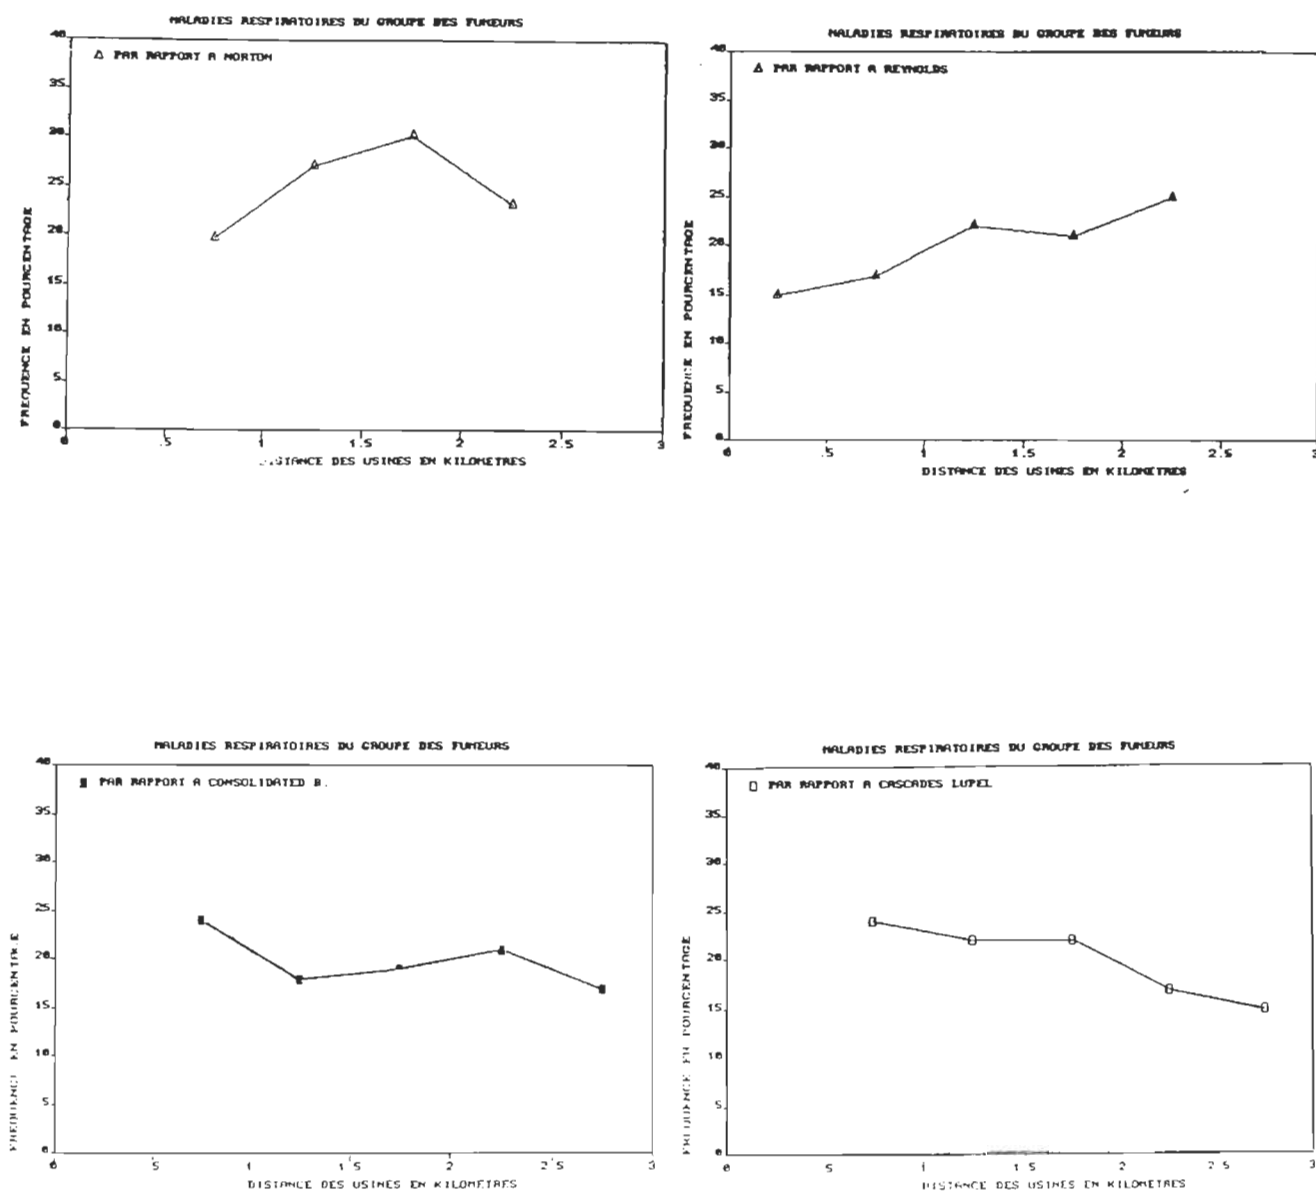 MALADIES RESPIRATOIRES DU GROUPE DES FUMEURS
△ PAR RAPPORT A NORTON
40
35
30
25
20
15
10
5
0
FREQUENCE EN POURCENTAGE
0 .5 1 1.5 2 2.5 3
DISTANCE DES USINES EN KILOMETRES
MALADIES RESPIRATOIRES DU GROUPE DES FUMEURS
▲ PAR RAPPORT A REYNOLDS
40
35
30
25
20
15
10
5
0
FREQUENCE EN POURCENTAGE
0 .5 1 1.5 2 2.5 3
DISTANCE DES USINES EN KILOMETRES
MALADIES RESPIRATOIRES DU GROUPE DES FUMEURS
■ PAR RAPPORT A CONSOLIDATED B.
40
35
30
25
20
15
10
5
0
FREQUENCE EN POURCENTAGE
0 5 1 1 5 2 2 5 3
DISTANCE DES USINES EN KILOMETRES
MALADIES RESPIRATOIRES DU GROUPE DES FUMEURS
▯ PAR RAPPORT A CASCADES LUPEL
40
35
30
25
20
15
10
5
0
FREQUENCE EN POURCENTAGE
0 5 1 1 5 2 2 5 3
DISTANCE DES USINES EN KILOMETRES